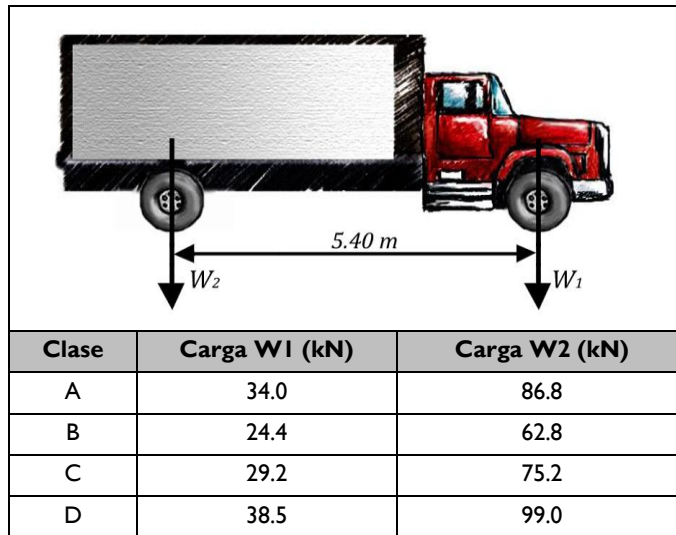 5.40 m
W2
W1
Clase Carga W1 (kN) Carga W2 (kN)
A 34.0 86.8
B 24.4 62.8
C 29.2 75.2
D 38.5 99.0